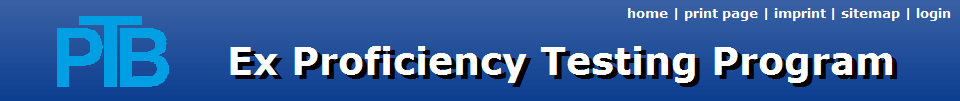 home | print page | imprint | sitemap | login
PTB
Ex Proficiency Testing Program